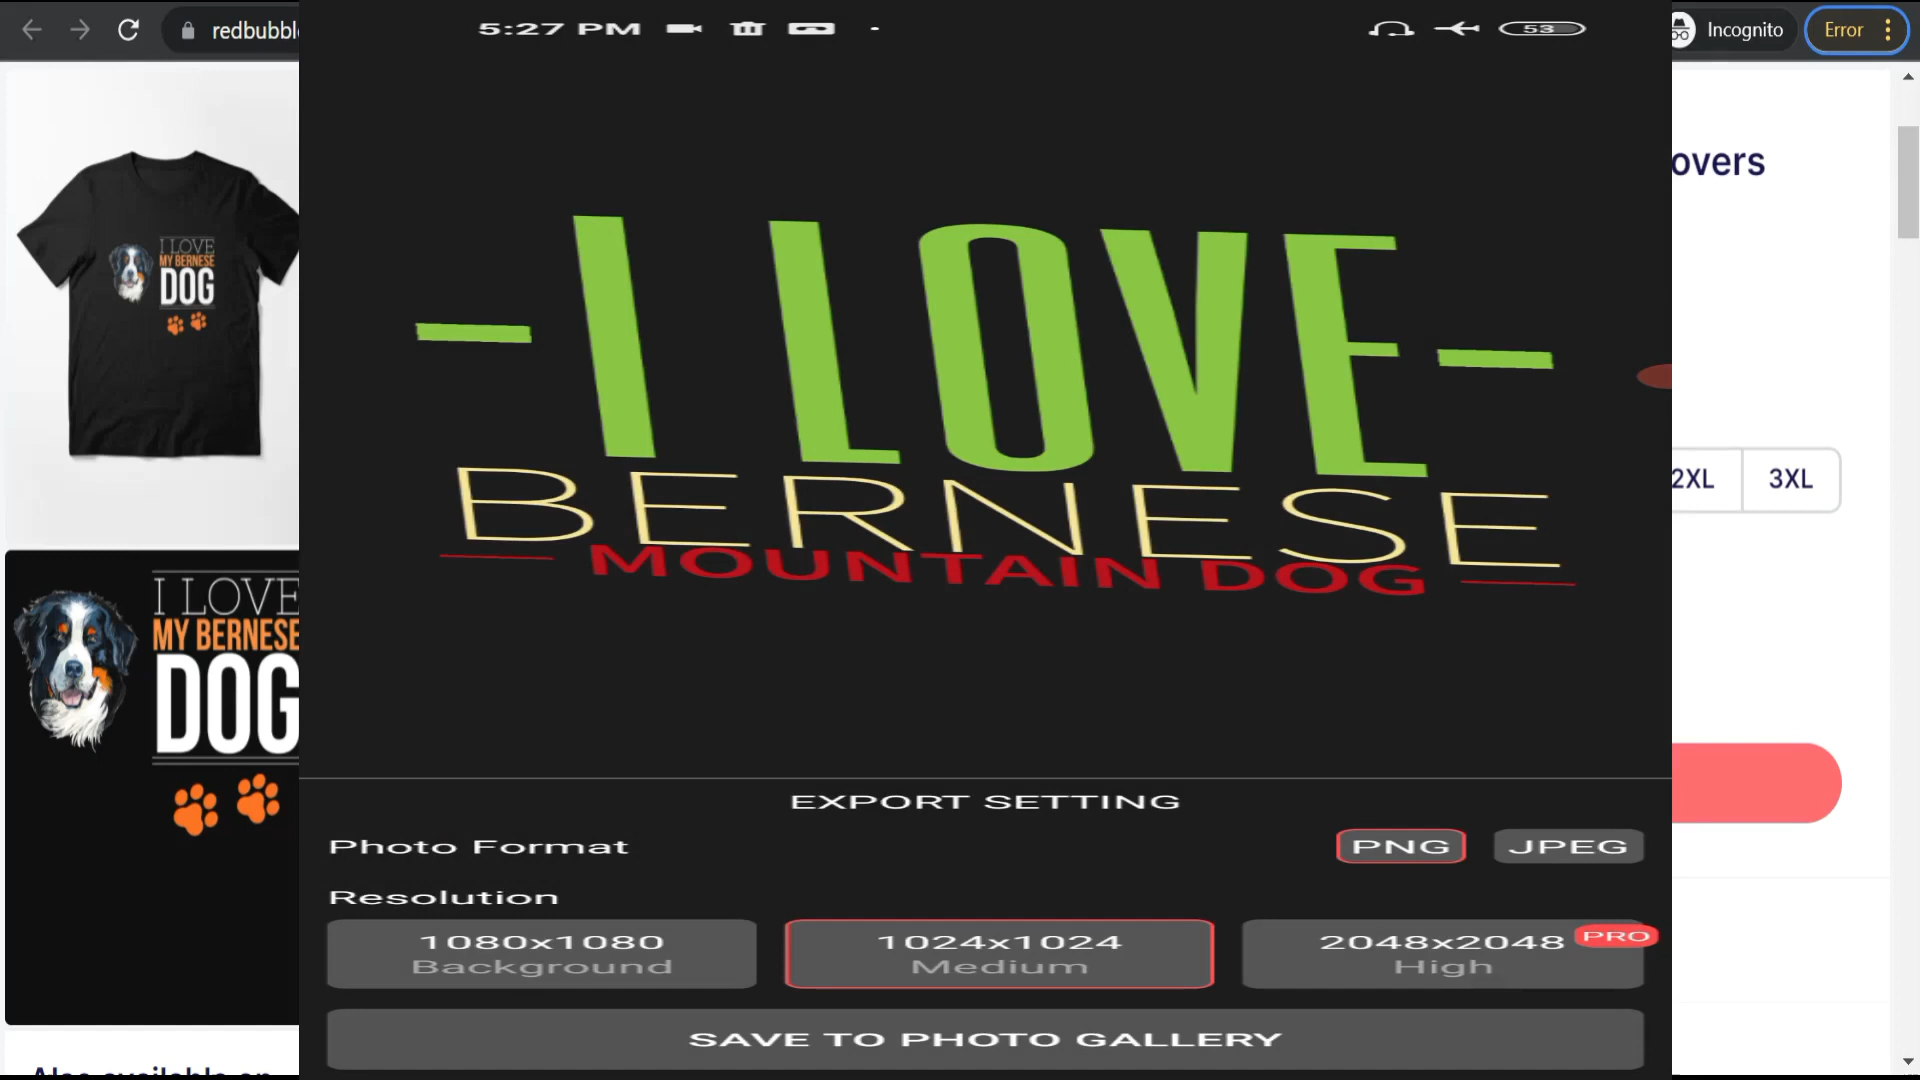 redbubbl
Incognito
Error
5:27 PM
53
I LOVE
MY BERNESE
DOG
I LOVE
MY BERNESE
DOG
-I LOVE-
BERNESE
MOUNTAIN DOG
overs
2XL
3XL
EXPORT SETTING
Photo Format
PNG
JPEG
Resolution
1080x1080
Background
1024x1024
Medium
2048x2048
PRO
High
SAVE TO PHOTO GALLERY